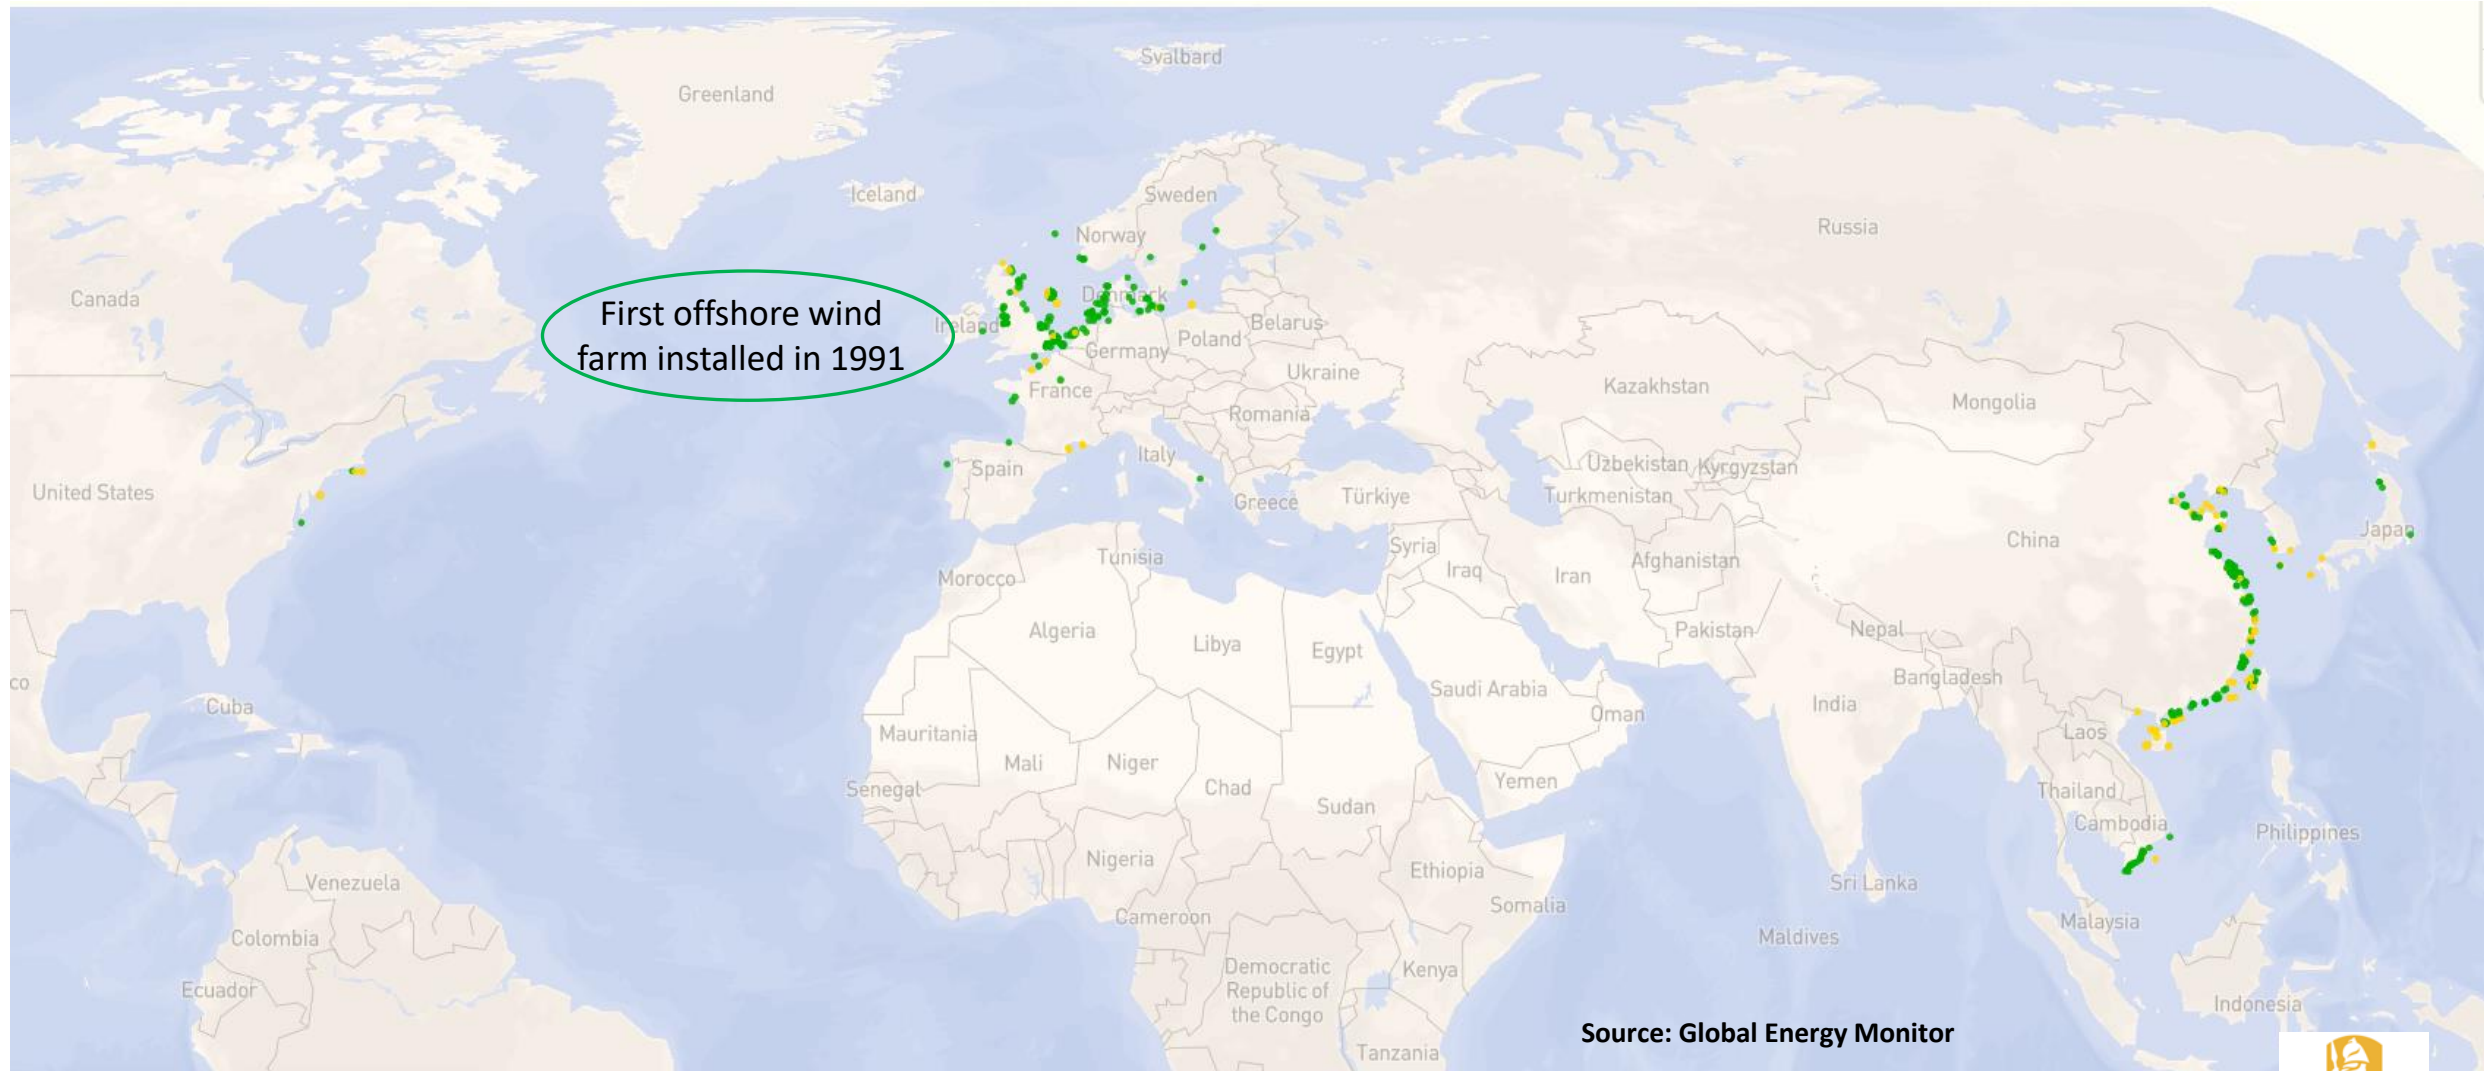 Svalbard
Greenland
Iceland
Sweden
Norway
Russia
Canada
First offshore wind
farm installed in 1991
Denmark
Ireland
Belarus
Poland
Germany
Ukraine
Kazakhstan
France
Mongolia
Romania
Italy
Uzbekistan Kyrgyzstan
Spain
United States
Greece
Türkiye
Turkmenistan
Japan
China
Syria
Tunisia
Afghanistan
Morocco
Iraq
Iran
Algeria
Pakistan
Nepal
Libya
Egypt
Bangladesh
co
Saudi Arabia
Cuba
India
Oman
Mauritania
Laos
Mali
Niger
Yemen
Chad
Senegal
Thailand
Sudan
Cambodia
Philippines
Nigeria
Ethiopia
Venezuela
Sri Lanka
Somalia
Cameroon
Malaysia
Colombia
Maldives
Democratic
Republic of
the Congo
Kenya
Ecuador
Indonesia
Source: Global Energy Monitor
Tanzania